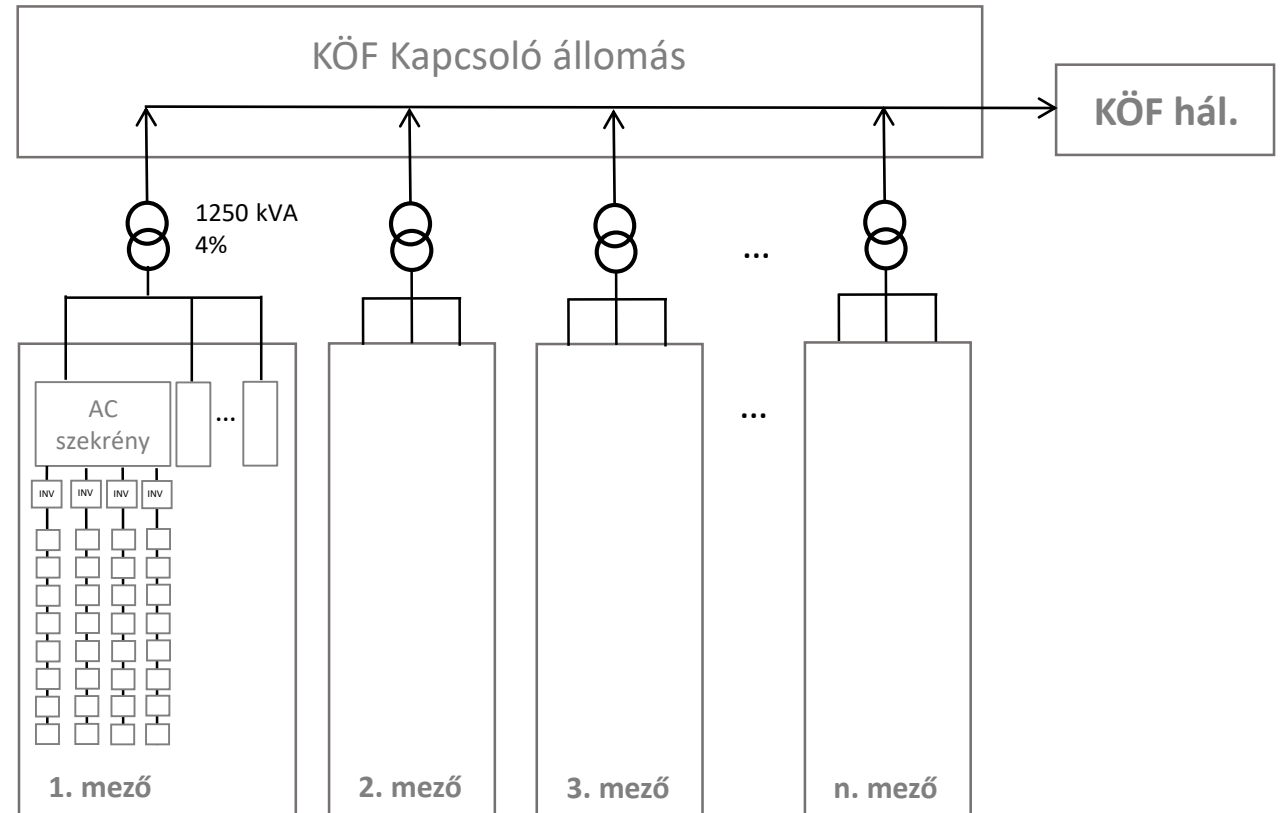 KÖF Kapcsoló állomás
KÖF hál.
1250 kVA
4%
...
AC
szekrény
...
...
INV INV INV INV
1. mező
2. mező
3. mező
n. mező